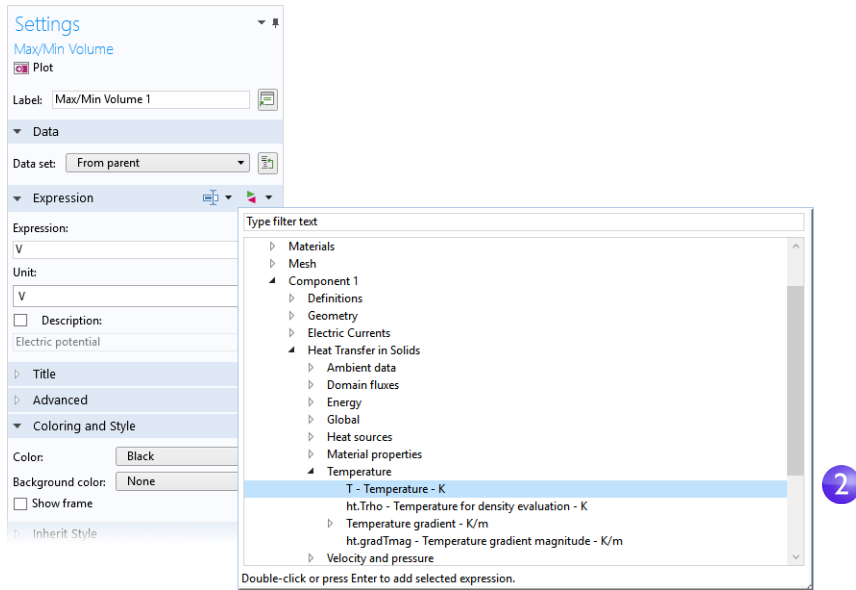 Settings
Max/Min Volume
Plot
Label: Max/Min Volume 1
Data
Data set: From parent
Expression
Expression:
V
Unit:
V
Description:
Electric potential
Title
Advanced
Coloring and Style
Color: Black
Background color: None
Show frame
Inherit Style
Type filter text
Materials
Mesh
Component 1
Definitions
Geometry
Electric Currents
Heat Transfer in Solids
Ambient data
Domain fluxes
Energy
Global
Heat sources
Material properties
Temperature
T - Temperature - K
ht.Trho - Temperature for density evaluation - K
Temperature gradient - K/m
ht.gradTmag - Temperature gradient magnitude - K/m
Velocity and pressure
Double-click or press Enter to add selected expression.
2